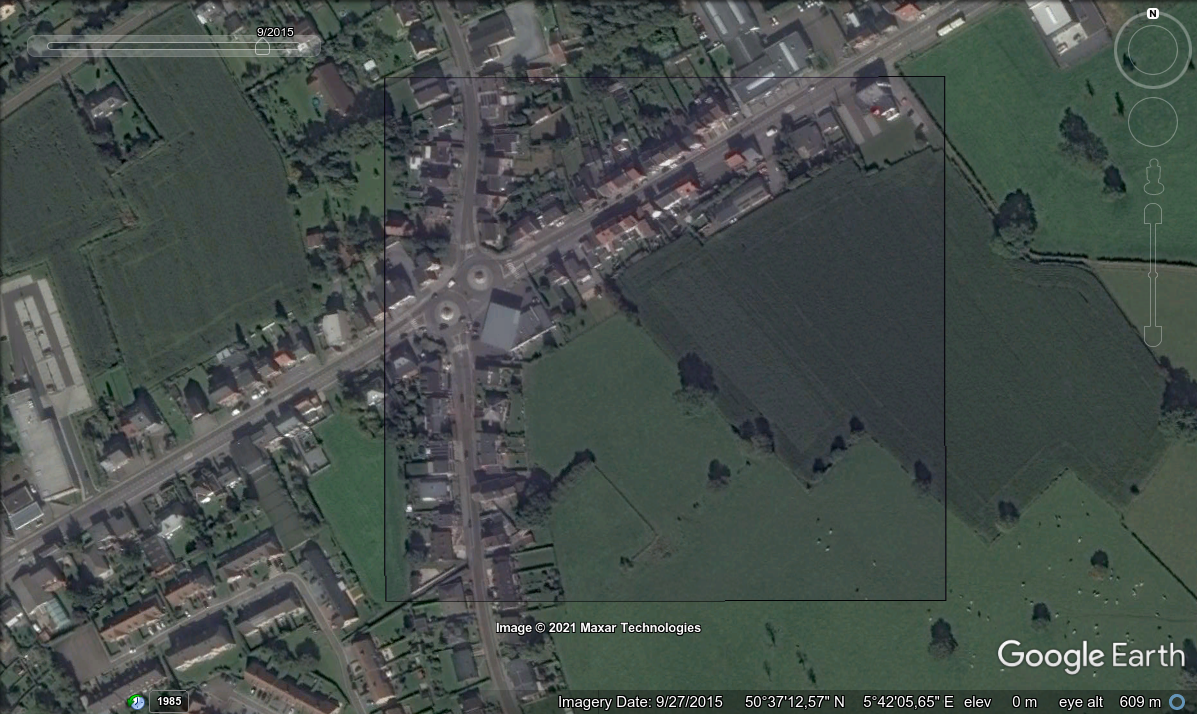 9/2015
N
Image © 2021 Maxar Technologies
Google Earth
1985
Imagery Date: 9/27/2015 50°37'12,57" N 5°42'05,65" E elev 0 m eye alt 609 m